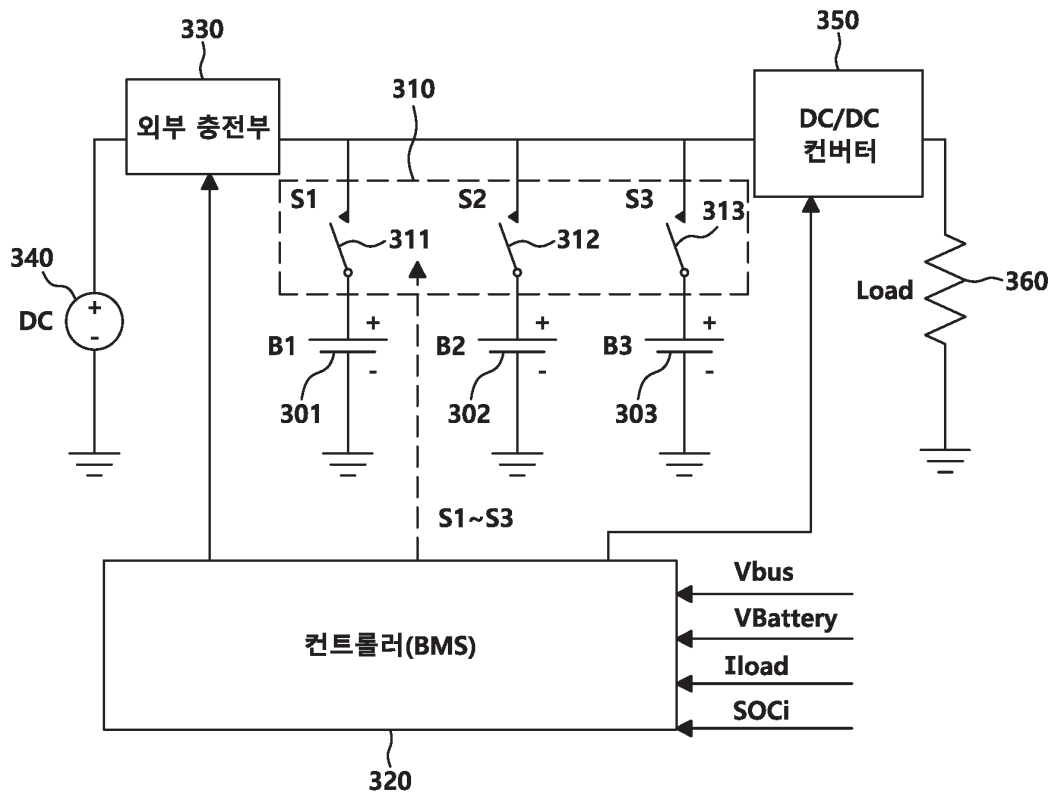 330
외부 충전부
310
350
DC/DC
컨버터
S1
S2
S3
311
312
313
340
DC
+
-
Load
360
B1
+
-
B2
+
-
B3
+
-
301
302
303
S1~S3
컨트롤러(BMS)
Vbus
VBattery
Iload
SOCi
320